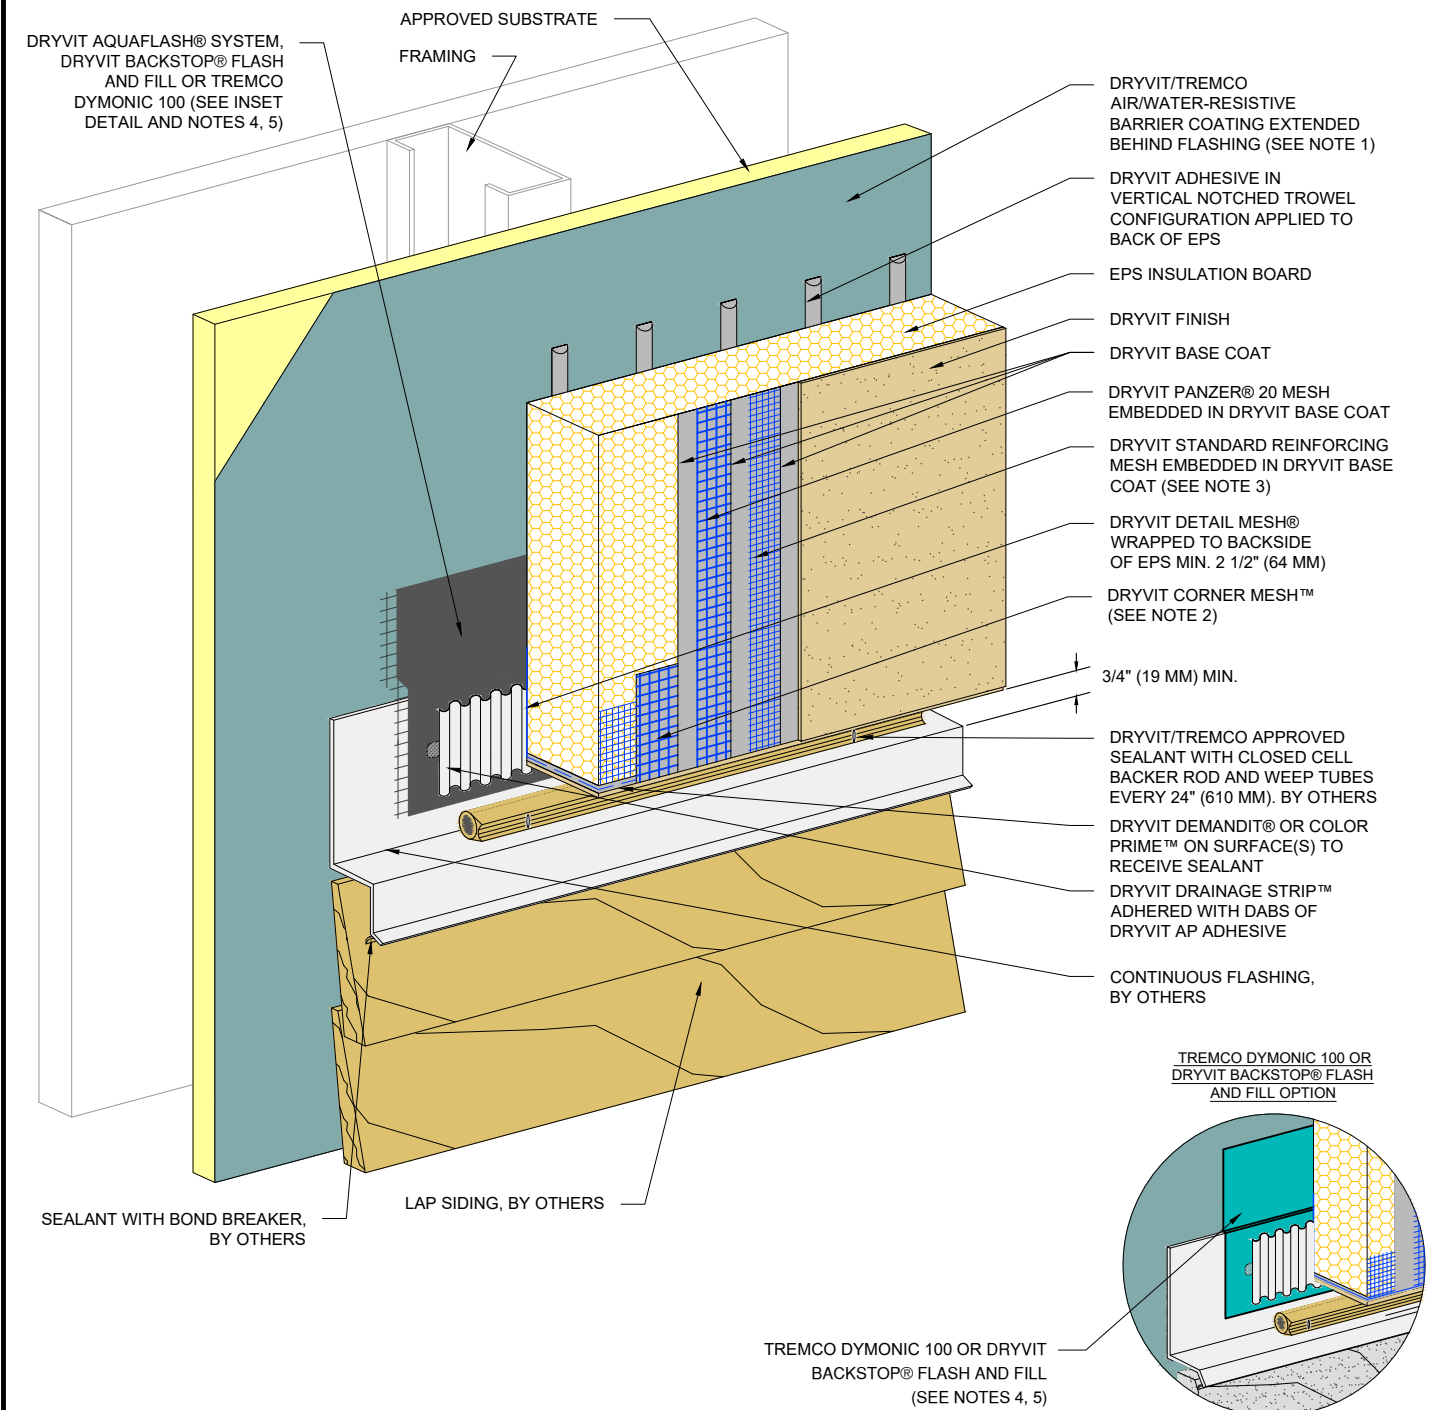 APPROVED SUBSTRATE
FRAMING
DRYVIT AQUAFLASH® SYSTEM,
DRYVIT BACKSTOP® FLASH
AND FILL OR TREMCO
DYMONIC 100 (SEE INSET
DETAIL AND NOTES 4, 5)
DRYVIT/TREMCO
AIR/WATER-RESISTIVE
BARRIER COATING EXTENDED
BEHIND FLASHING (SEE NOTE 1)
DRYVIT ADHESIVE IN
VERTICAL NOTCHED TROWEL
CONFIGURATION APPLIED TO
BACK OF EPS
EPS INSULATION BOARD
DRYVIT FINISH
DRYVIT BASE COAT
DRYVIT PANZER® 20 MESH
EMBEDDED IN DRYVIT BASE COAT
DRYVIT STANDARD REINFORCING
MESH EMBEDDED IN DRYVIT BASE
COAT (SEE NOTE 3)
DRYVIT DETAIL MESH®
WRAPPED TO BACKSIDE
OF EPS MIN. 2 1/2" (64 MM)
DRYVIT CORNER MESH™
(SEE NOTE 2)
3/4" (19 MM) MIN.
DRYVIT/TREMCO APPROVED
SEALANT WITH CLOSED CELL
BACKER ROD AND WEEP TUBES
EVERY 24" (610 MM). BY OTHERS
DRYVIT DEMANDIT® OR COLOR
PRIME™ ON SURFACE(S) TO
RECEIVE SEALANT
DRYVIT DRAINAGE STRIP™
ADHERED WITH DABS OF
DRYVIT AP ADHESIVE
CONTINUOUS FLASHING,
BY OTHERS
TREMCO DYMONIC 100 OR
DRYVIT BACKSTOP® FLASH
AND FILL OPTION
LAP SIDING, BY OTHERS
SEALANT WITH BOND BREAKER,
BY OTHERS
TREMCO DYMONIC 100 OR DRYVIT
BACKSTOP® FLASH AND FILL
(SEE NOTES 4, 5)